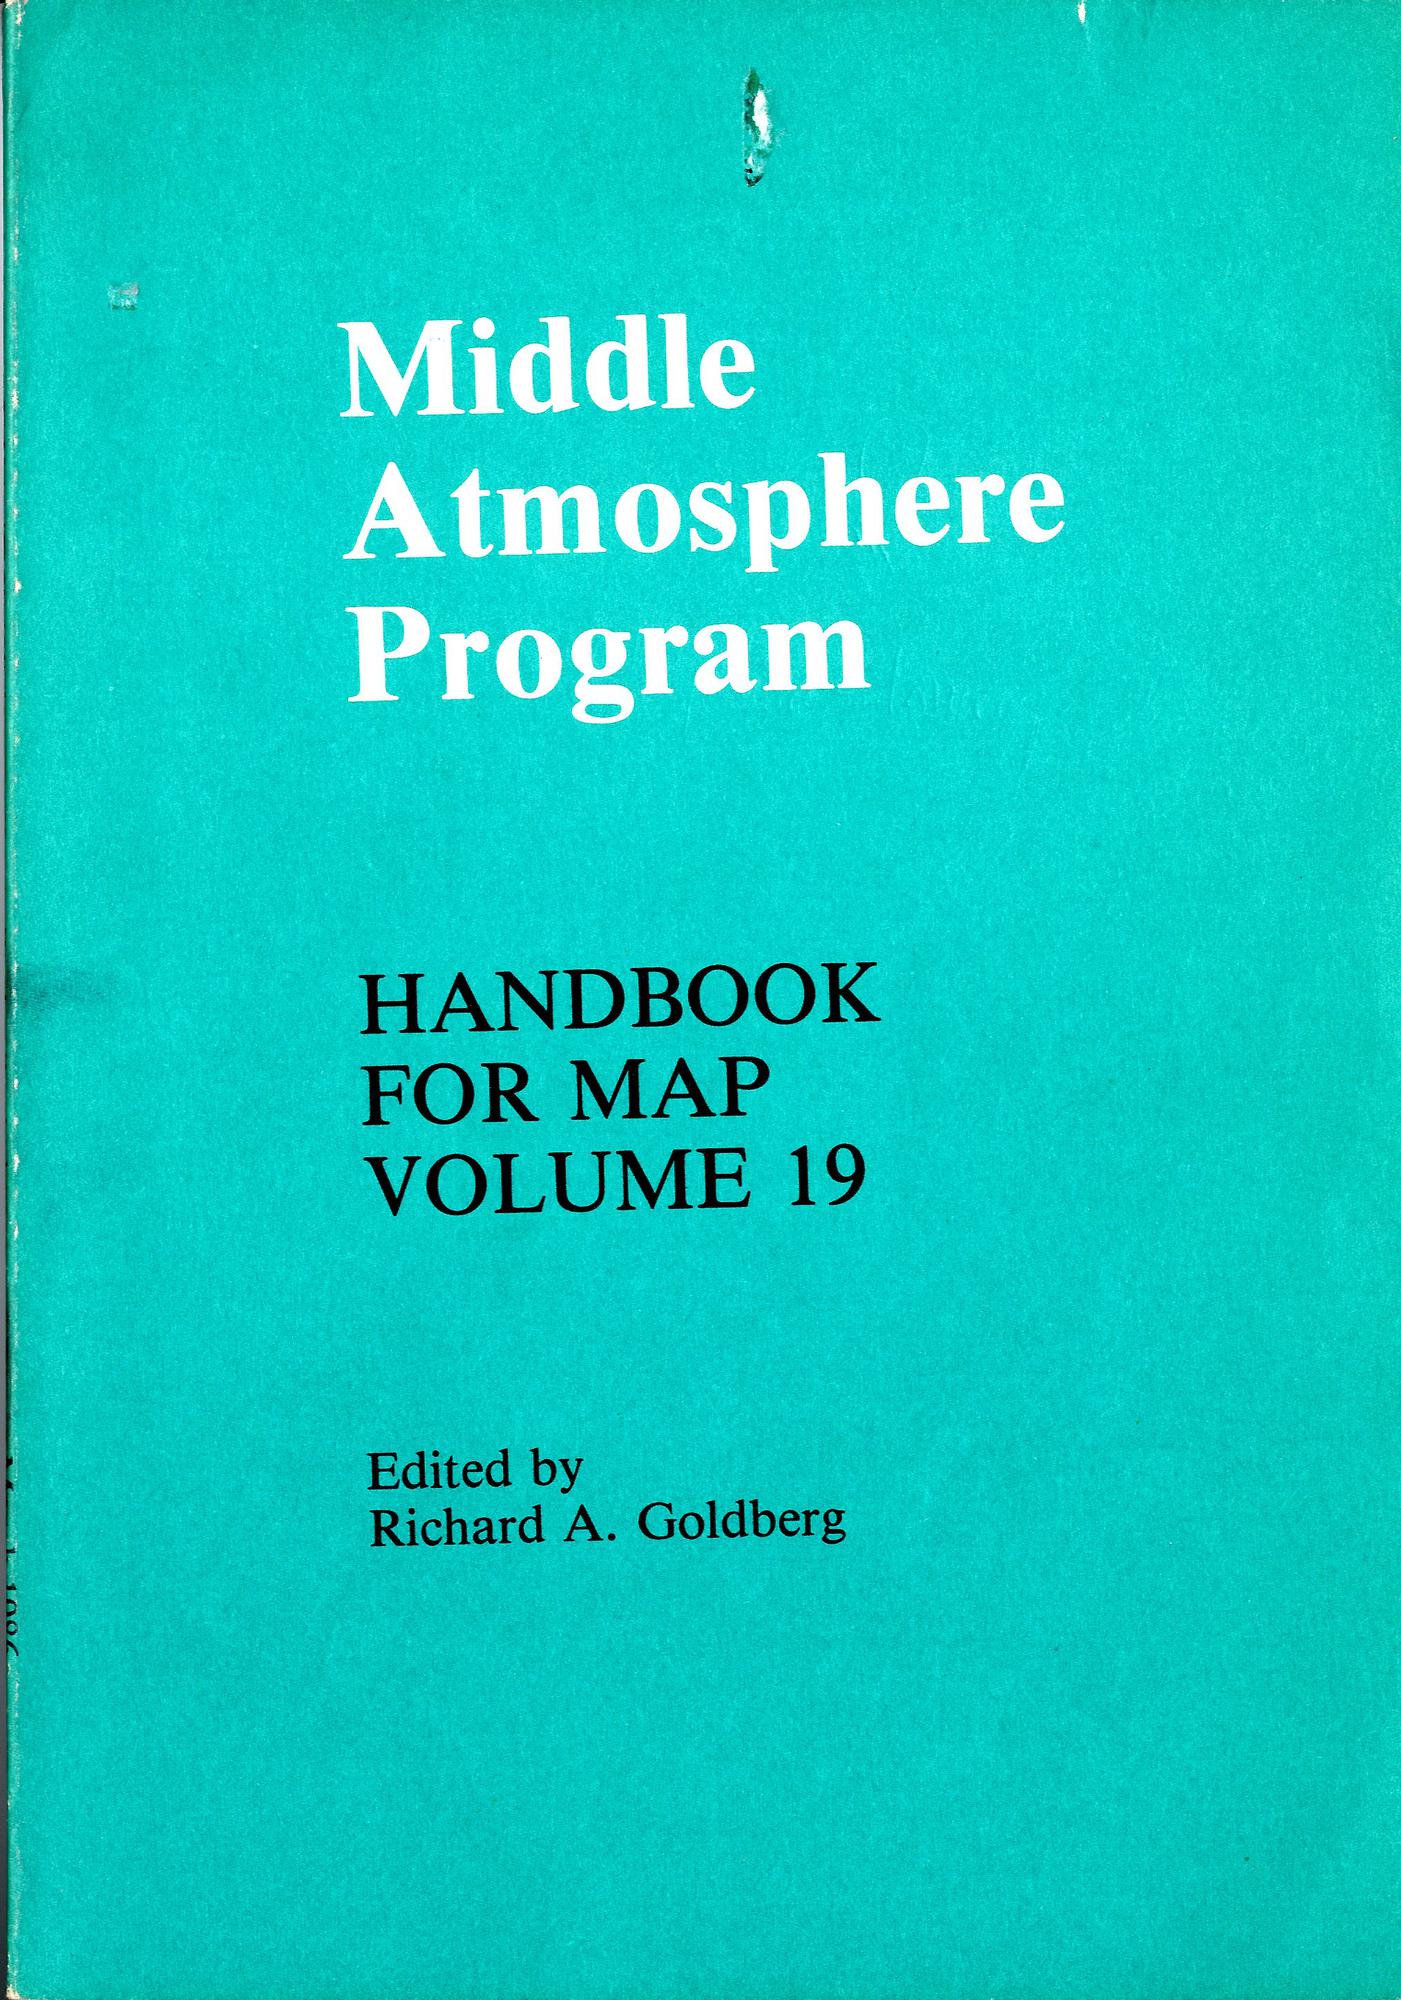 Middle
Atmosphere
Program
HANDBOOK
FOR MAP
VOLUME 19
Edited by
Richard A. Goldberg